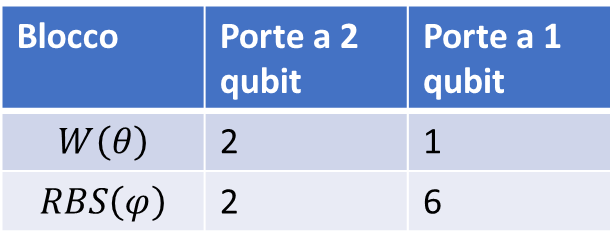 Blocco Porte a 2 qubit Porte a 1 qubit
W(θ) 2 1
RBS(φ) 2 6